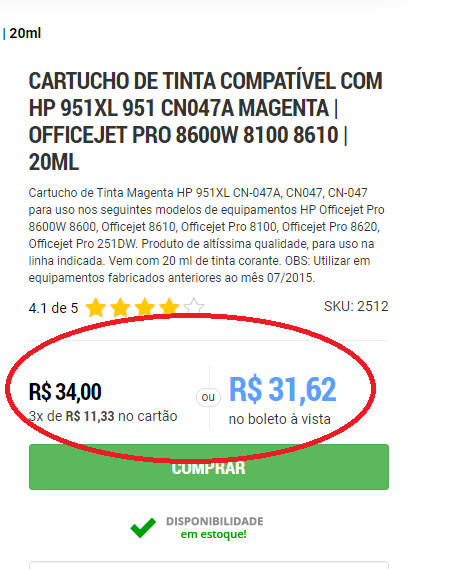 | 20ml
CARTUCHO DE TINTA COMPATÍVEL COM
HP 951XL 951 CN047A MAGENTA |
OFFICEJET PRO 8600W 8100 8610 |
20ML
Cartucho de Tinta Magenta HP 951XL CN-047A, CN047, CN-047
para uso nos seguintes modelos de equipamentos HP Officejet Pro
8600W 8600, Officejet 8610, Officejet Pro 8100, Officejet Pro 8620,
Officejet Pro 251DW. Produto de altíssima qualidade, para uso na
linha indicada. Vem com 20 ml de tinta corante. OBS: Utilizar em
equipamentos fabricados anteriores ao mês 07/2015.
4.1 de 5 SKU: 2512
R$ 34,00 ou R$ 31,62
3x de R$ 11,33 no cartão no boleto à vista
COMPRAR
DISPONIBILIDADE
em estoque!